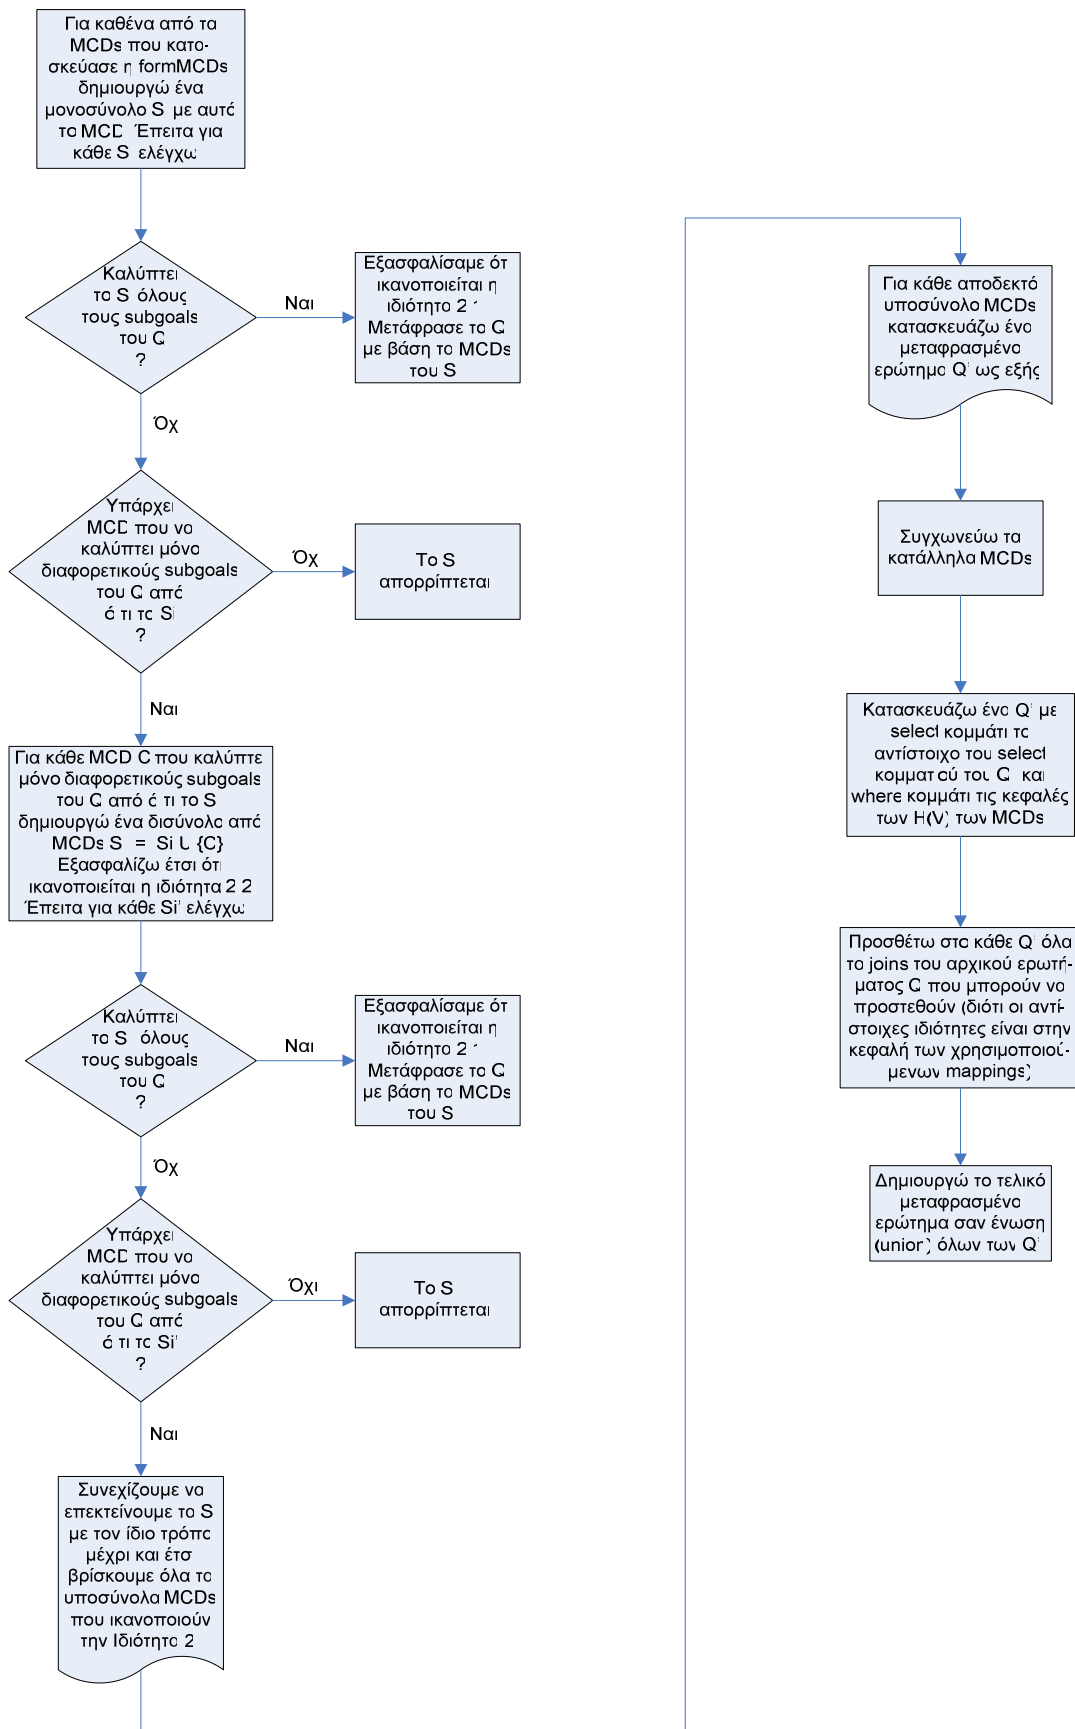 Για καθένα από τα
MCDs που κατα-
σκεύασε η formMCDs
δημιουργώ ένα
μονοσύνολο S με αυτό
το MCD Έπειτα για
κάθε S ελέγχω
Καλύπτει
το S όλους
τους subgoals
του Q
?
Ναι
Εξασφαλίσαμε ότ
ικανοποιείται η
ιδιότητα 2 1
Μετάφρασε το Q
με βάση τα MCDs
του S
Όχ
Υπάρχει
MCD που να
καλύπτει μόνο
διαφορετικούς subgoals
του Q από
ό τι το Si
?
Όχ
Το S
απορρίπτεται
Ναι
Για κάθε MCD C που καλύπτε
μόνο διαφορετικούς subgoals
του Q από ό τι το S
δημιουργώ ένα δισύνολο από
MCDs S = Si U {C}
Εξασφαλίζω έτσι ότι
ικανοποιείται η ιδιότητα 2 2
Έπειτα για κάθε Si' ελέγχω
Καλύπτει
το S όλους
τους subgoals
του Q
?
Ναι
Εξασφαλίσαμε ότ
ικανοποιείται η
ιδιότητα 2 1
Μετάφρασε το Q
με βάση τα MCDs
του S
Όχ
Υπάρχει
MCD που να
καλύπτει μόνο
διαφορετικούς subgoals
του Q από
ό τι το Si'
?
Όχι
Το S
απορρίπτεται
Ναι
Συνεχίζουμε να
επεκτείνουμε το S
με τον ίδιο τρόπο
μέχρι και έτσ
βρίσκουμε όλα τα
υποσύνολα MCDs
που ικανοποιούν
την Ιδιότητα 2
Για κάθε αποδεκτό
υποσύνολο MCDs
κατασκευάζω ένα
μεταφρασμένο
ερώτημα Q' ως εξής
Συγχωνεύω τα
κατάλληλα MCDs
Κατασκευάζω ένα Q' με
select κομμάτι το
αντίστοιχο του select
κομματιού του Q και
where κομμάτι τις κεφαλές
των H(V) των MCDs
Προσθέτω στο κάθε Q' όλα
τα joins του αρχικού ερωτή-
ματος Q που μπορούν να
προστεθούν (διότι οι αντί-
στοιχες ιδιότητες είναι στην
κεφαλή των χρησιμοποιού-
μενων mappings)
Δημιουργώ το τελικό
μεταφρασμένο
ερώτημα σαν ένωση
(union) όλων των Q'